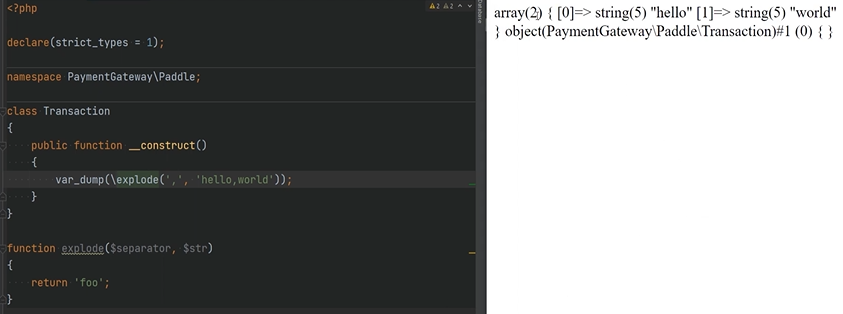 <?php
2 2
Database
declare(strict_types = 1);
namespace PaymentGateway\Paddle;
class Transaction
{
public function __construct()
{
var_dump(\explode(',', 'hello,world'));
}
}
function explode($separator, $str)
{
return 'foo';
}
array(2) { [0]=> string(5) "hello" [1]=> string(5) "world"
} object(PaymentGateway\Paddle\Transaction)#1 (0) { }